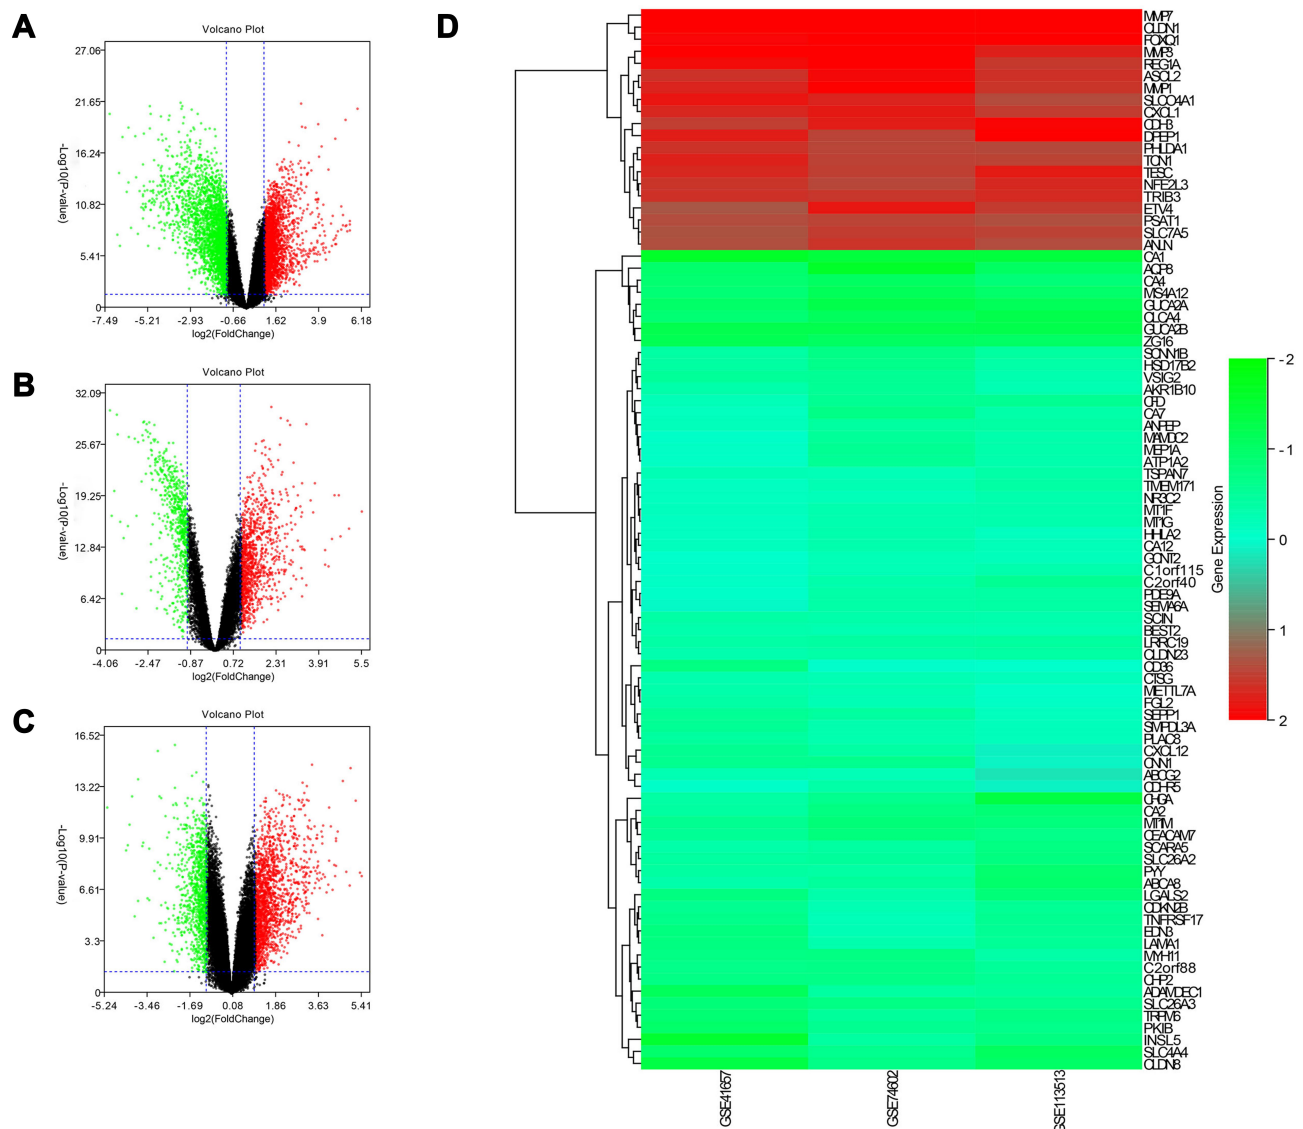 A
Volcano Plot
27.06
21.65
16.24
10.82
5.41
0
-Log10(P-value)
-7.49
-5.21
-2.93
-0.66
1.62
3.9
6.18
log2(FoldChange)
B
Volcano Plot
32.09
25.67
19.25
12.84
6.42
0
-Log10(P-value)
-4.06
-2.47
-0.87
0.72
2.31
3.91
5.5
log2(FoldChange)
C
Volcano Plot
16.52
13.22
9.91
6.61
3.3
0
-Log10(P-value)
-5.24
-3.46
-1.69
0.08
1.86
3.63
5.41
log2(FoldChange)
D
MMP7
CLDN1
FOXQ1
MMP3
REG1A
ASCL2
MMP1
SLCO4A1
CXCL1
CDH3
DPEP1
PHLDA1
TCN1
TESC
NFE2L3
TRIB3
ETV4
PSAT1
SLC7A5
ANLN
CA1
AQP8
CA4
MS4A12
GUCA2A
CLCA4
GUCA2B
ZG16
SCNN1B
HSD17B2
VSIG2
AKR1B10
CFD
CA7
ANPEP
MAMDC2
MEP1A
ATP1A2
TSPAN7
TMEM171
NR3C2
MT1F
MT1G
HHLA2
CA12
GCNT2
C1orf115
C2orf40
PDE9A
SEMA6A
SCIN
BEST2
LRRC19
CLDN23
CD36
CTSG
METTL7A
FGL2
SEPP1
SMPDL3A
PLAC8
CXCL12
CNN1
ABCG2
CDHR5
CHGA
CA2
MT1M
CEACAM7
SCARA5
SLC26A2
PYY
ABCA8
LGALS2
CDKN2B
TNFRSF17
EDN3
LAMA1
MYH11
C2orf88
CHP2
ADAMDEC1
SLC26A3
TRPM6
PKIB
INSL5
SLC4A4
CLDN8
GSE41657
GSE74602
GSE113513
Gene Expression
-2
-1
0
1
2